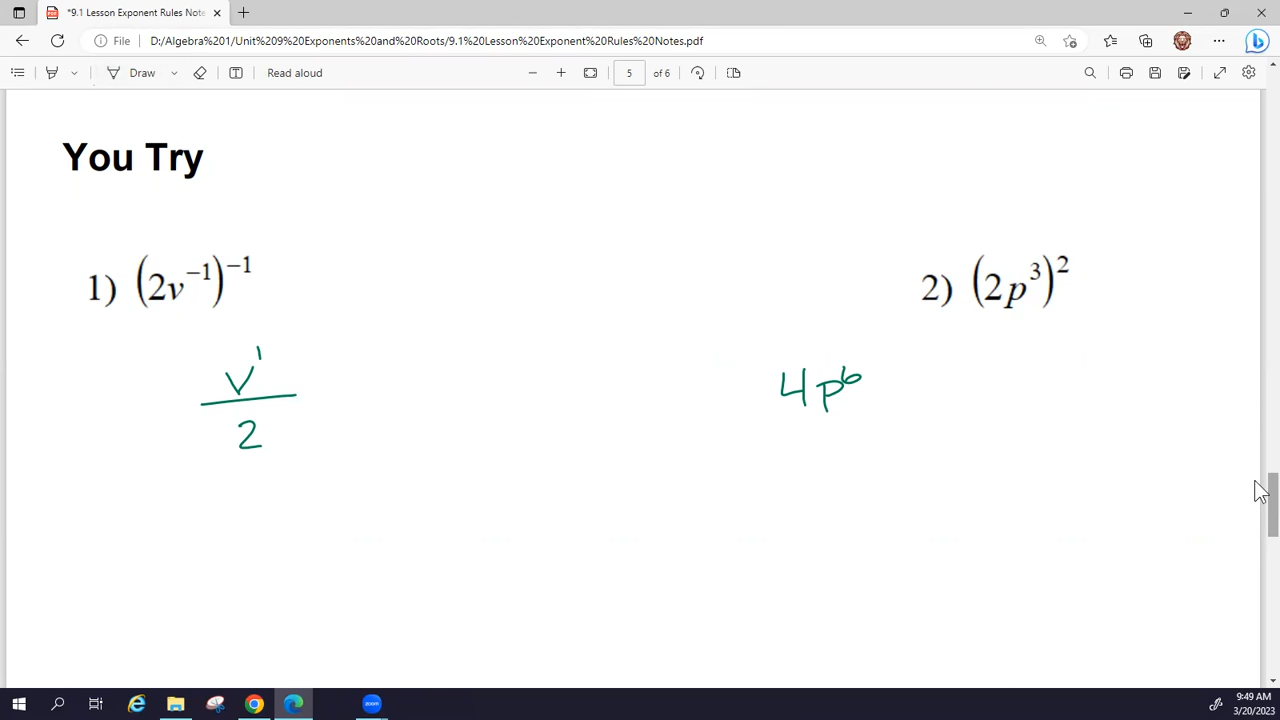 *9.1 Lesson Exponent Rules Note
File D:/Algebra%201/Unit%209%20Exponents%20and%20Roots/9.1%20Lesson%20Exponent%20Rules%20Notes.pdf
Draw Read aloud 5 of 6
You Try
1) (2v⁻¹)⁻¹ 2) (2p³)²
v¹ 4p⁶
2
zoom
9:49 AM
3/20/2023